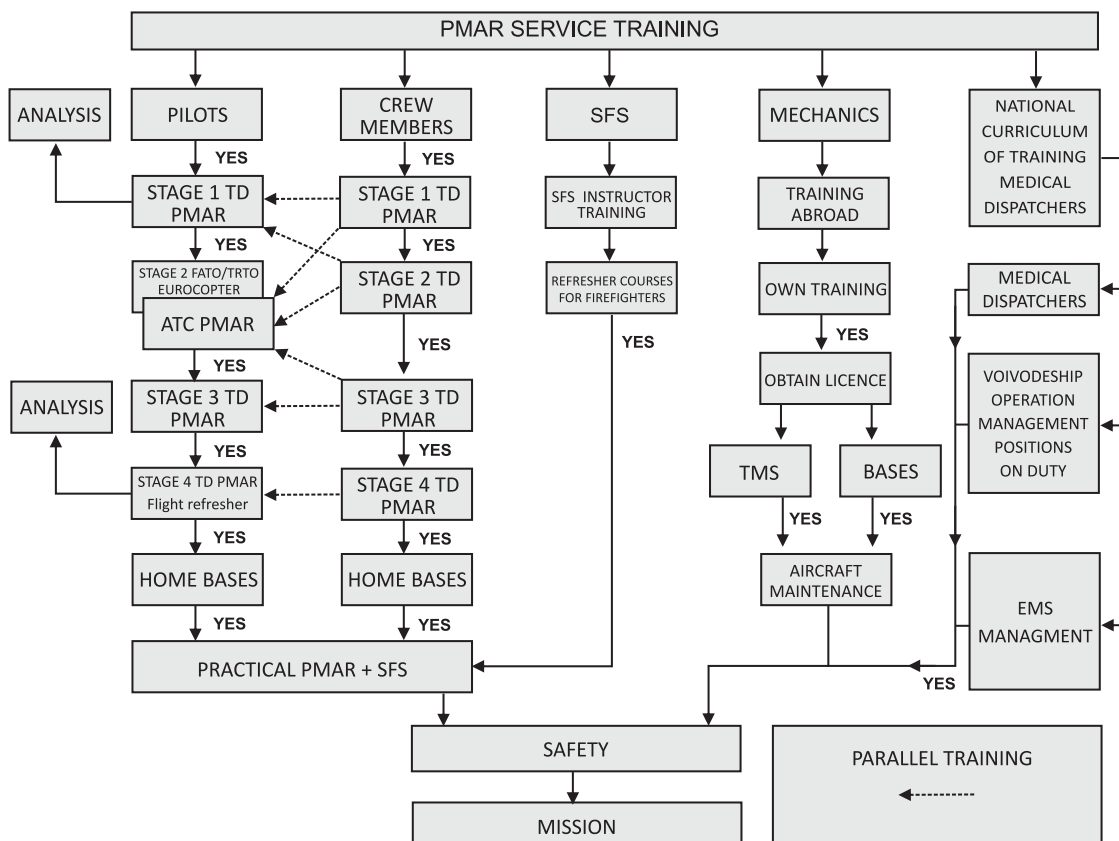 PMAR SERVICE TRAINING
ANALYSIS
PILOTS
CREW
MEMBERS
SFS
MECHANICS
NATIONAL
CURRICULUM
OF TRAINING
MEDICAL
DISPATCHERS
YES
YES
STAGE 1 TD
PMAR
STAGE 1 TD
PMAR
SFS INSTRUCTOR
TRAINING
TRAINING
ABROAD
YES
YES
STAGE 2 FATO/TRTO
EUROCOPTER
ATC PMAR
STAGE 2 TD
PMAR
REFRESHER COURSES
FOR FIREFIGHTERS
OWN TRAINING
MEDICAL
DISPATCHERS
YES
YES
YES
YES
ANALYSIS
STAGE 3 TD
PMAR
STAGE 3 TD
PMAR
OBTAIN LICENCE
VOIVODESHIP
OPERATION
MANAGEMENT
POSITIONS
ON DUTY
YES
YES
STAGE 4 TD PMAR
Flight refresher
STAGE 4 TD
PMAR
TMS
BASES
YES
YES
YES
YES
HOME BASES
HOME BASES
AIRCRAFT
MAINTENANCE
EMS
MANAGMENT
YES
YES
PRACTICAL PMAR + SFS
YES
SAFETY
PARALLEL TRAINING
MISSION